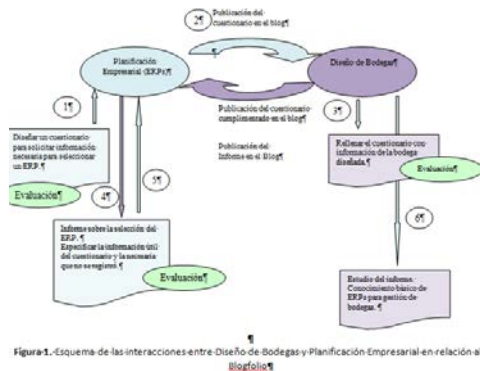 2¶
Publicación del
cuestionario en el blog
¶
Planificación
Empresarial (ERPs)¶
Diseño de Bodegas¶
1¶
Publicación del cuestionario
cumplimentado en el blog¶
3¶
Publicación del
Informe en el Blog¶
Diseñar un cuestionario
para solicitar información
necesaria para seleccionar
un ERP.¶
Evaluación¶
Rellenar el cuestionario con
información de la bodega
diseñada.¶
Evaluación¶
4¶
5¶
6¶
Informe sobre la selección del
ERP.¶
Especificar la información útil
del cuestionario y la necesaria
que no se registró.¶
Evaluación¶
Estudio del informe.
Conocimiento básico de
ERPs para gestión de
bodegas.¶
¶
Figura-1.-Esquema de las interacciones entre Diseño de Bodegas y Planificación Empresarial en relación al
Blogfolio¶